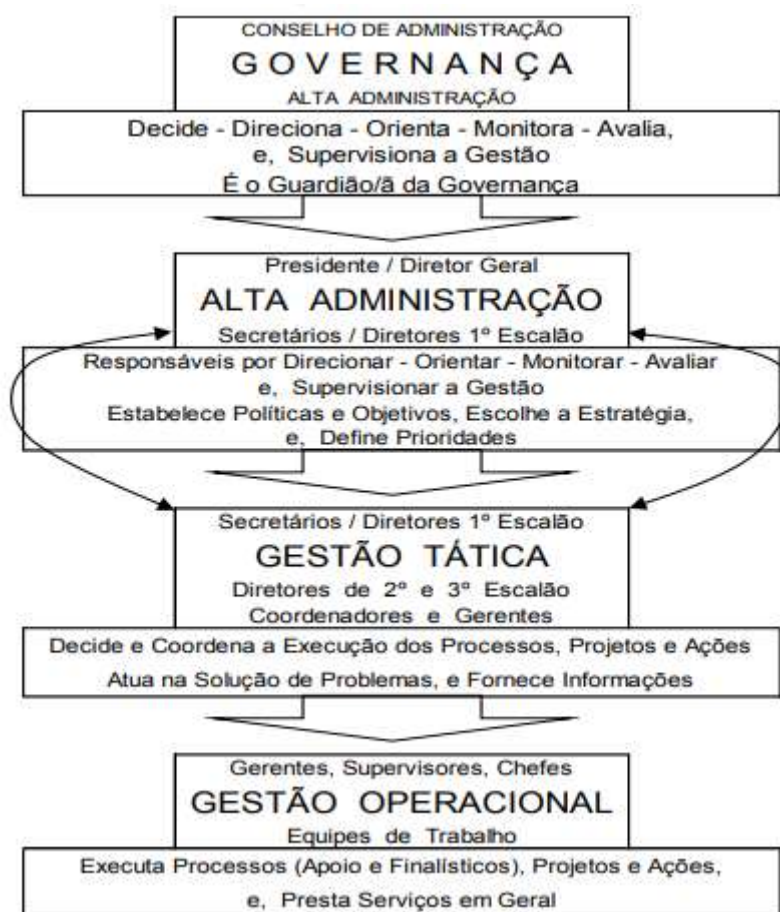 CONSELHO DE ADMINISTRAÇÃO
GOVERNANÇA
ALTA ADMINISTRAÇÃO
Decide - Direciona - Orienta - Monitora - Avalia,
e, Supervisiona a Gestão
É o Guardião/ã da Governança
Presidente / Diretor Geral
ALTA ADMINISTRAÇÃO
Secretários / Diretores 1º Escalão
Responsáveis por Direcionar - Orientar - Monitorar - Avaliar
e, Supervisionar a Gestão
Estabelece Políticas e Objetivos, Escolhe a Estratégia,
e, Define Prioridades
Secretários / Diretores 1º Escalão
GESTÃO TÁTICA
Diretores de 2º e 3º Escalão
Coordenadores e Gerentes
Decide e Coordena a Execução dos Processos, Projetos e Ações
Atua na Solução de Problemas, e Fornece Informações
Gerentes, Supervisores, Chefes
GESTÃO OPERACIONAL
Equipes de Trabalho
Executa Processos (Apoio e Finalísticos), Projetos e Ações,
e, Presta Serviços em Geral